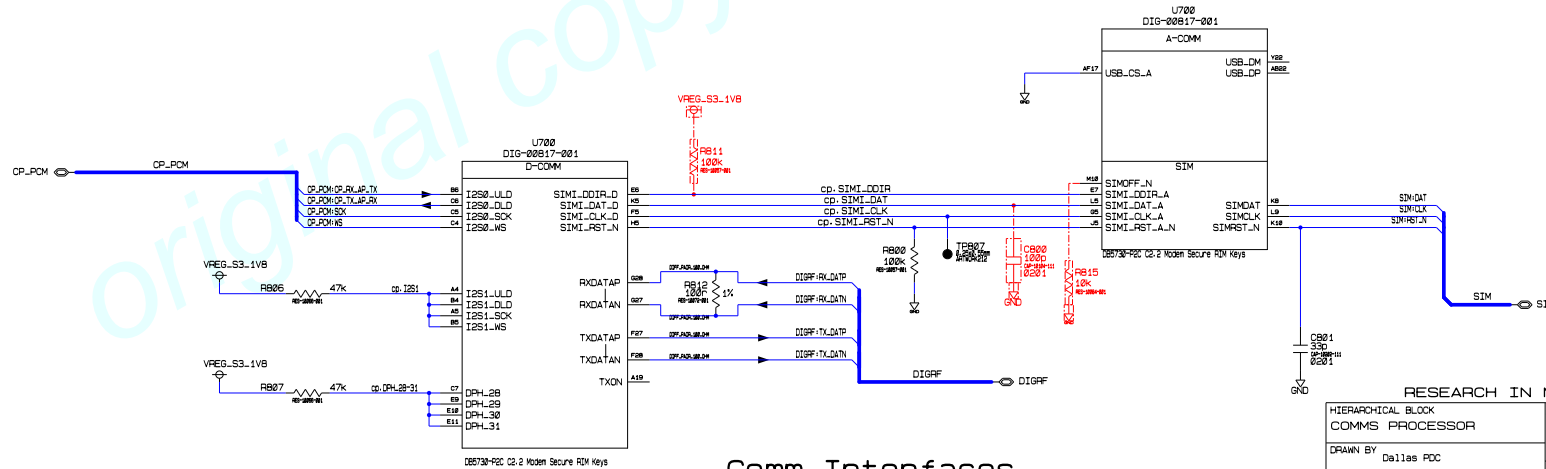 original copy
U700
DIG-00817-001
A-COMM
USB_CS_A
AF17
USB_DM
Y22
USB_DP
AB22
GND
SIM
M10
SIMOFF_N
E7
SIMI_DDIR_A
L5
SIMI_DAT_A
G5
SIMI_CLK_A
J5
SIMI_RST_A_N
SIMDAT
K8
SIMCLK
L9
SIMRST_N
K10
DB5730-P2C C2.2 Modem Secure RIM Keys
SIM:DAT
SIM:CLK
SIM:RST_N
SIM
VREG_S3_1V8
R811
100k
U700
DIG-00817-001
D-COMM
CP_PCM
CP_PCM
CP_PCM:CP_RX_AP_TX
B6
I2S0_ULD
CP_PCM:CP_TX_AP_RX
C6
I2S0_DLD
CP_PCM:SCK
C5
I2S0_SCK
CP_PCM:WS
C4
I2S0_WS
SIMI_DDIR_D
E6
cp.SIMI_DDIR
SIMI_DAT_D
K5
cp.SIMI_DAT
SIMI_CLK_D
F5
cp.SIMI_CLK
SIMI_RST_N
H5
cp.SIMI_RST_N
R800
100k
GND
TP807
C800
100p
0201
GND
R815
10k
VREG_S3_1V8
R806
47k
cp.I2S1
A4
I2S1_ULD
B4
I2S1_DLD
A5
I2S1_SCK
B5
I2S1_WS
RXDATAP
G28
RXDATAN
G27
R812
100r
1%
DIGRF:RX_DATP
DIGRF:RX_DATN
TXDATAP
F27
DIGRF:TX_DATP
TXDATAN
F28
DIGRF:TX_DATN
TXON
A19
DIGRF
DIGRF
VREG_S3_1V8
R807
47k
cp.DPH_28-31
C7
DPH_28
E9
DPH_29
E10
DPH_30
E11
DPH_31
DB5730-P2C C2.2 Modem Secure RIM Keys
C801
33p
0201
GND
RESEARCH IN
HIERARCHICAL BLOCK
COMMS PROCESSOR
DRAWN BY
Dallas PDC
Comm Interfaces